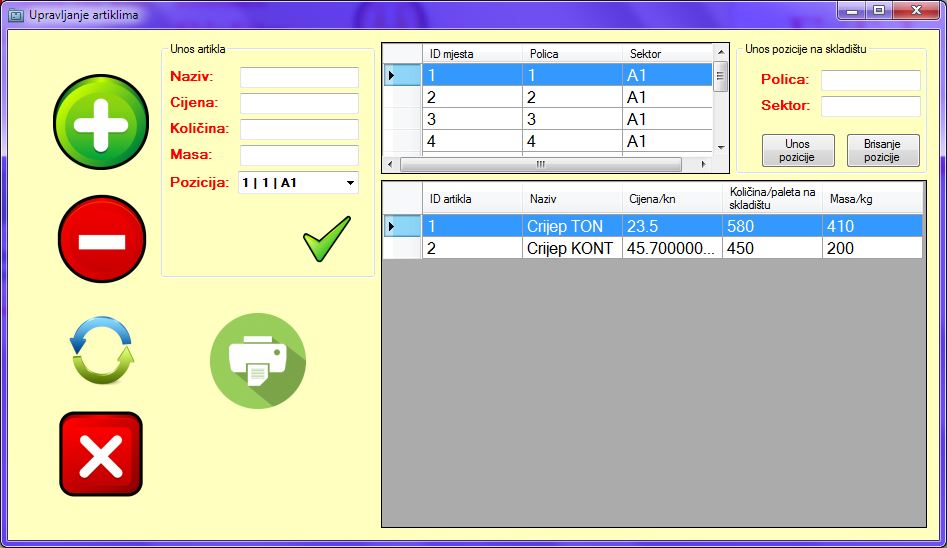 Upravljanje artiklima
Unos artikla
Naziv:
Cijena:
Količina:
Masa:
Pozicija: 1 | 1 | A1
ID mjesta Polica Sektor
1 1 A1
2 2 A1
3 3 A1
4 4 A1
Unos pozicije na skladištu
Polica:
Sektor:
Unos
pozicije
Brisanje
pozicije
ID artikla Naziv Cijena/kn Količina/paleta na
skladištu Masa/kg
1 Crijep TON 23.5 580 410
2 Crijep KONT 45.700000... 450 200